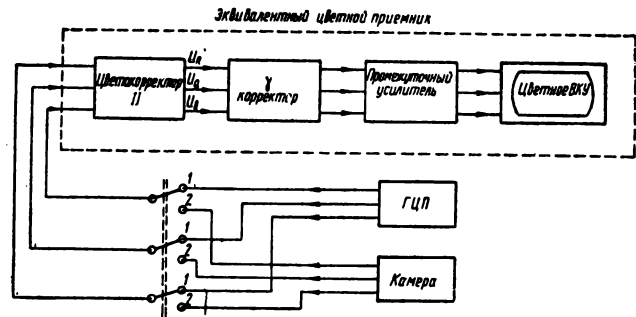 Эквивалентный цветной приемник
Цветокорректор
II
U_R
U_G
U_B
γ
корректор
Промежуточный
усилитель
Цветное ВКУ
1
2
1
2
1
2
ГЦП
Камера